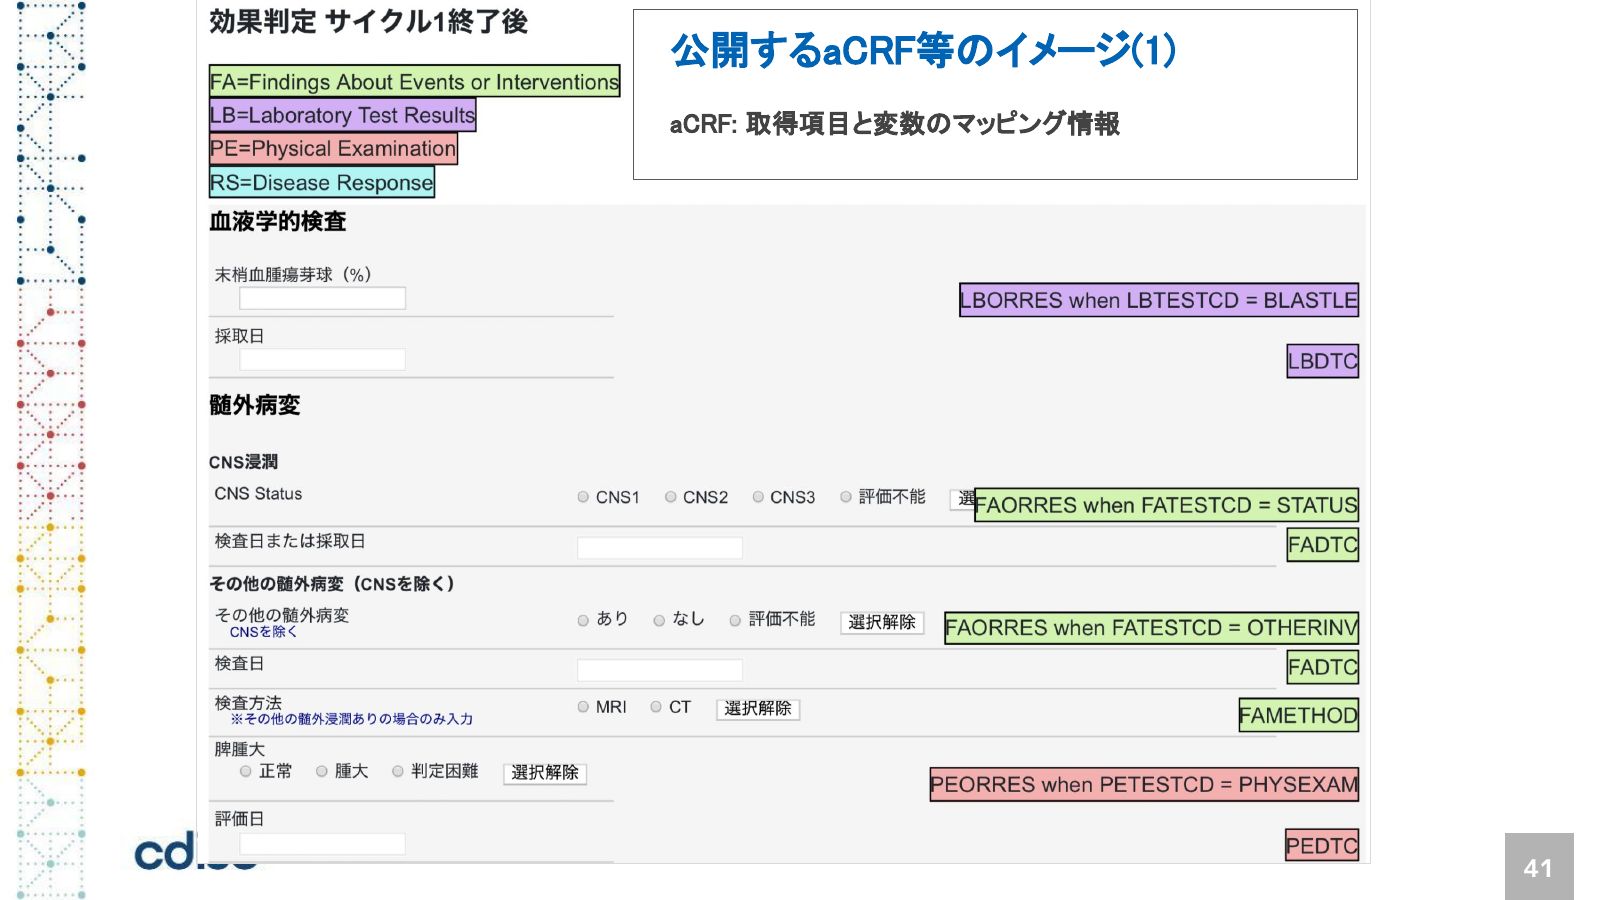 効果判定 サイクル1終了後
公開するaCRF等のイメージ(1)
aCRF: 取得項目と変数のマッピング情報
FA=Findings About Events or Interventions
LB=Laboratory Test Results
PE=Physical Examination
RS=Disease Response
血液学的検査
末梢血腫瘍芽球（%）
LBORRES when LBTESTCD = BLASTLE
採取日
LBDTC
髄外病変
CNS浸潤
CNS Status CNS1 CNS2 CNS3 評価不能 選
FAORRES when FATESTCD = STATUS
検査日または採取日
FADTC
その他の髄外病変（CNSを除く）
その他の髄外病変 あり なし 評価不能 選択解除
CNSを除く
FAORRES when FATESTCD = OTHERINV
検査日
FADTC
検査方法 MRI CT 選択解除
※その他の髄外浸潤ありの場合のみ入力
FAMETHOD
脾腫大
正常 腫大 判定困難 選択解除
PEORRES when PETESTCD = PHYSEXAM
評価日
PEDTC
41